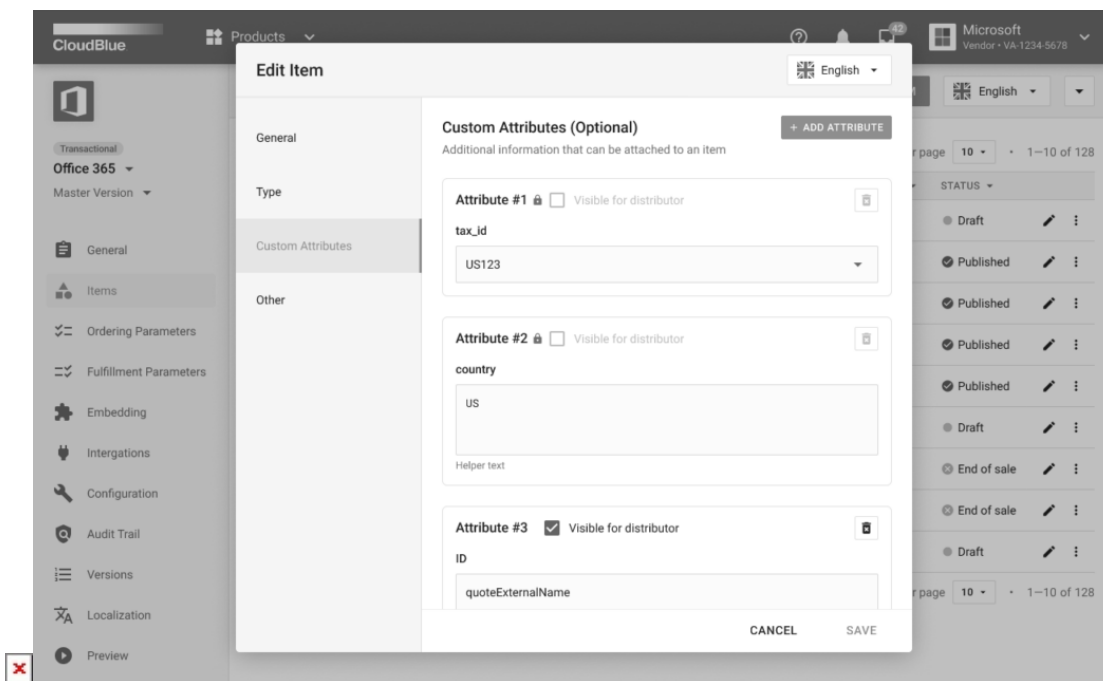 CloudBlue
Products
42
Microsoft
Vendor • VA-1234-5678
Edit Item
English
English
Transactional
Office 365
Master Version
General
Items
Ordering Parameters
Fulfillment Parameters
Embedding
Intergations
Configuration
Audit Trail
Versions
Localization
Preview
General
Type
Custom Attributes
Other
Custom Attributes (Optional)
+ ADD ATTRIBUTE
Additional information that can be attached to an item
Attribute #1
Visible for distributor
tax_id
US123
Attribute #2
Visible for distributor
country
US
Helper text
Attribute #3
Visible for distributor
ID
quoteExternalName
CANCEL
SAVE
page 10 • 1–10 of 128
STATUS
Draft
Published
Published
Published
Published
Draft
End of sale
End of sale
Draft
page 10 • 1–10 of 128